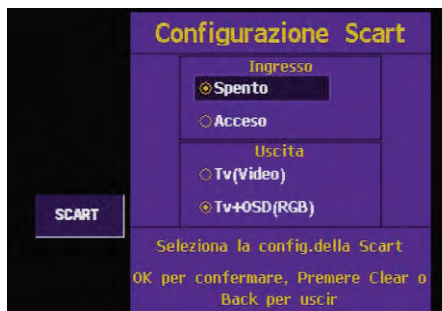 Configurazione Scart
Ingresso
Spento
Acceso
Uscita
Tv(Video)
Tv+OSD(RGB)
SCART
Seleziona la config.della Scart
OK per confermare, Premere Clear o
Back per uscir